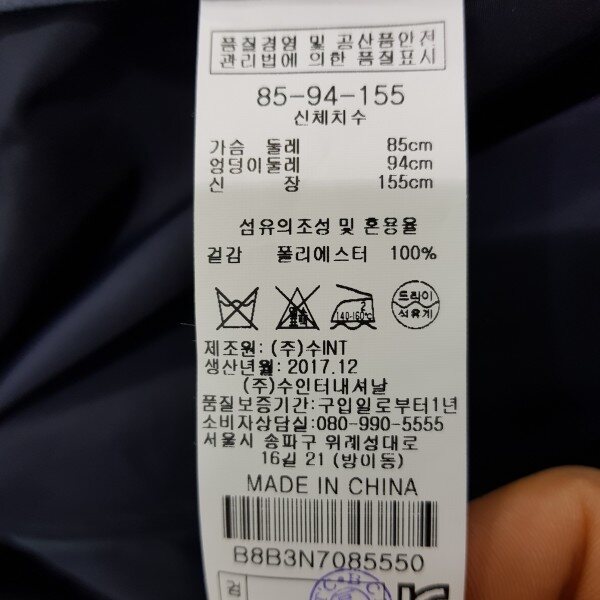 품질경영 및 공산품안전
관리법에 의한 품질표시
85-94-155
신체치수
가슴 둘레 85cm
엉덩이둘레 94cm
신 장 155cm
섬유의조성 및 혼용율
겉감 폴리에스터 100%
2
140-160℃
드라이
석유계
제조원: (주)수INT
생산년월: 2017.12
(주)수인터내셔날
품질보증기간:구입일로부터1년
소비자상담실:080-990-5555
서울시 송파구 위례성대로
16길 21 (방이동)
MADE IN CHINA
B8B3N7085550
검